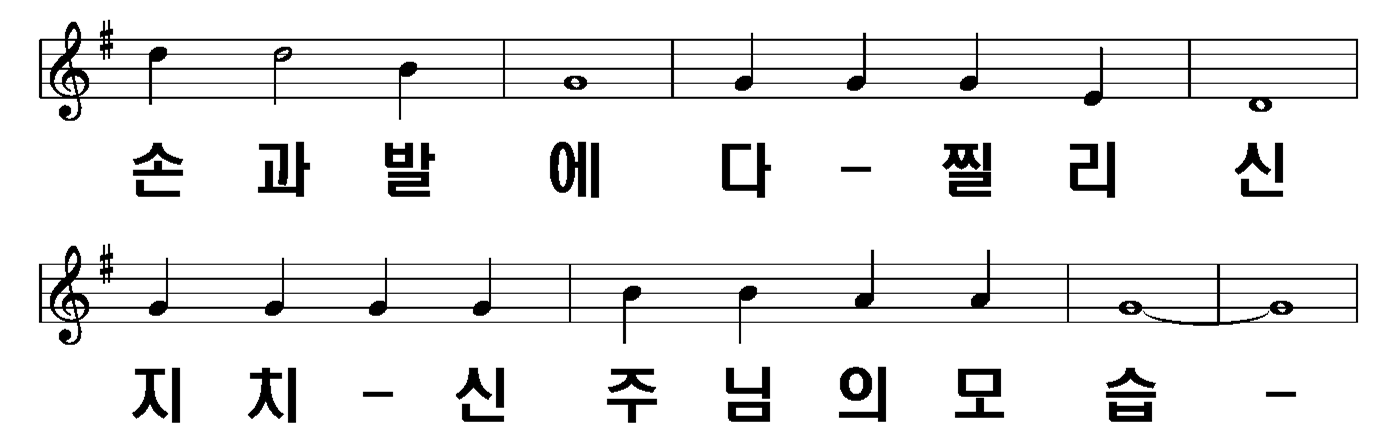 손 과 발 에 다 - 찔 리 신
지 치 - 신 주 님 의 모 습 -